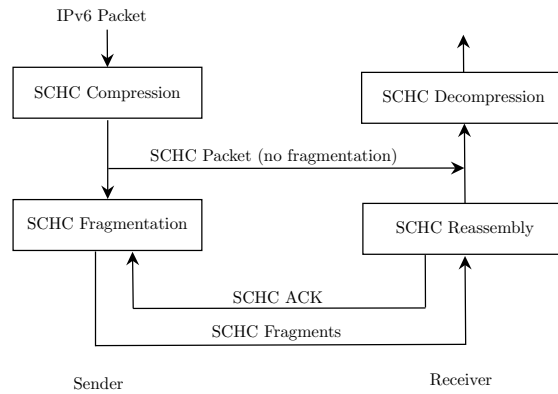 IPv6 Packet
SCHC Compression
SCHC Decompression
SCHC Packet (no fragmentation)
SCHC Fragmentation
SCHC Reassembly
SCHC ACK
SCHC Fragments
Sender
Receiver